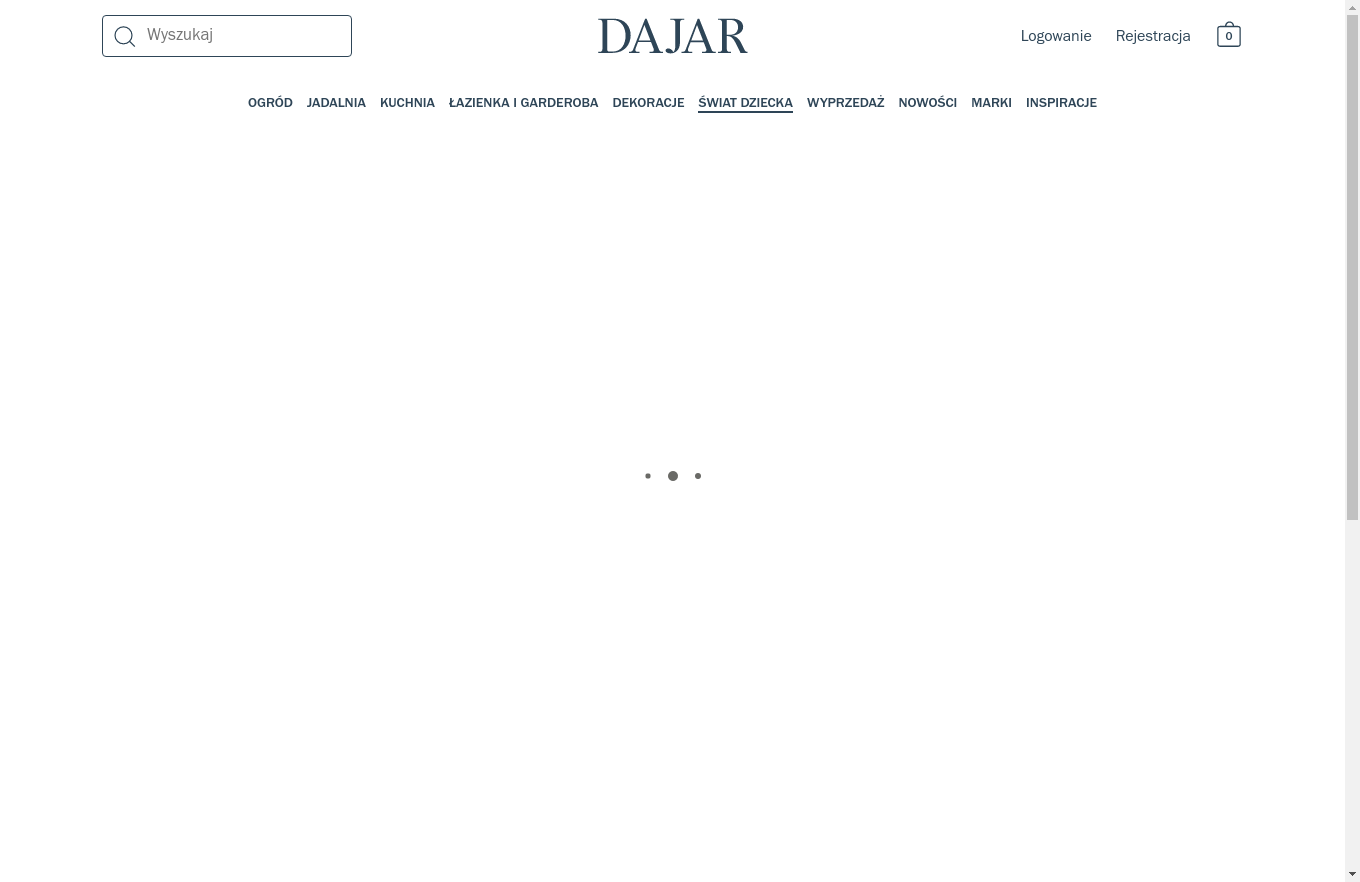 Wyszukaj
DAJAR
Logowanie
Rejestracja
0
OGRÓD JADALNIA KUCHNIA ŁAZIENKA I GARDEROBA DEKORACJE ŚWIAT DZIECKA WYPRZEDAŻ NOWOŚCI MARKI INSPIRACJE